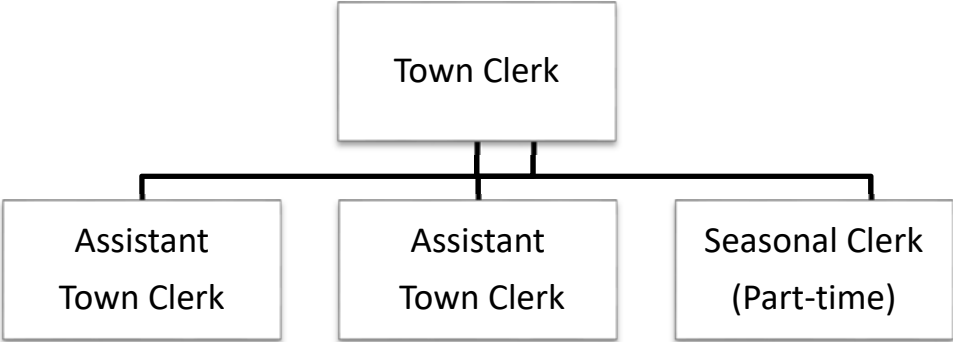 Town Clerk
Assistant
Town Clerk
Assistant
Town Clerk
Seasonal Clerk
(Part-time)